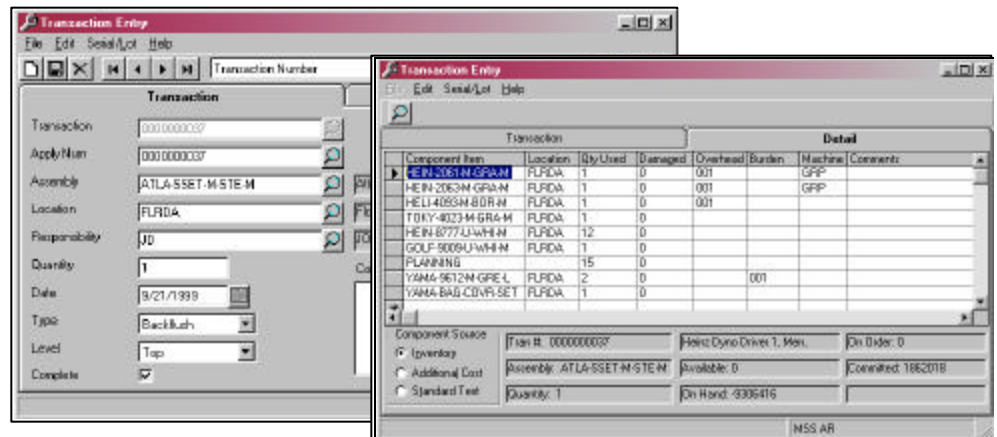 Transaction Entry
File Edit Serial/Lot Help
Transaction Number
Transaction
Transaction 0000000037
Apply Num 0000000037
Assembly ATLA-5SET-M-STE-M
Location FLRDA
Responsibility JD
Quantity 1
Date 9/21/1999
Type Backflush
Level Top
Complete
Transaction Entry
Edit Serial/Lot Help
Transaction Detail
Component Item Location Qty Used Damaged Overhead Burden Machine Comments
HEIN-2061-M-GRA-M FLRDA 1 0 001 GRIP
HEIN-2063-M-GRA-M FLRDA 1 0 001 GRIP
HELI-4093-M-BOR-M FLRDA 1 0 001
TOKY-4023-M-GRA-M FLRDA 1 0
HEIN-8777-U-WHI-M FLRDA 12 0
GOLF-9009-U-WHI-M FLRDA 1 0
PLANNING 15 0
YAMA-9612-M-GRE-L FLRDA 2 0 001
YAMA-BAG-COVR-SET FLRDA 1 0
Component Source
Inventory
Additional Cost
Standard Text
Tran #: 0000000037 Heinz Dyno Driver 1, Men, On Order: 0
Assembly: ATLA-5SET-M-STE-M Available: 0 Committed: 1862018
Quantity: 1 On Hand: -9306416
MSS AR